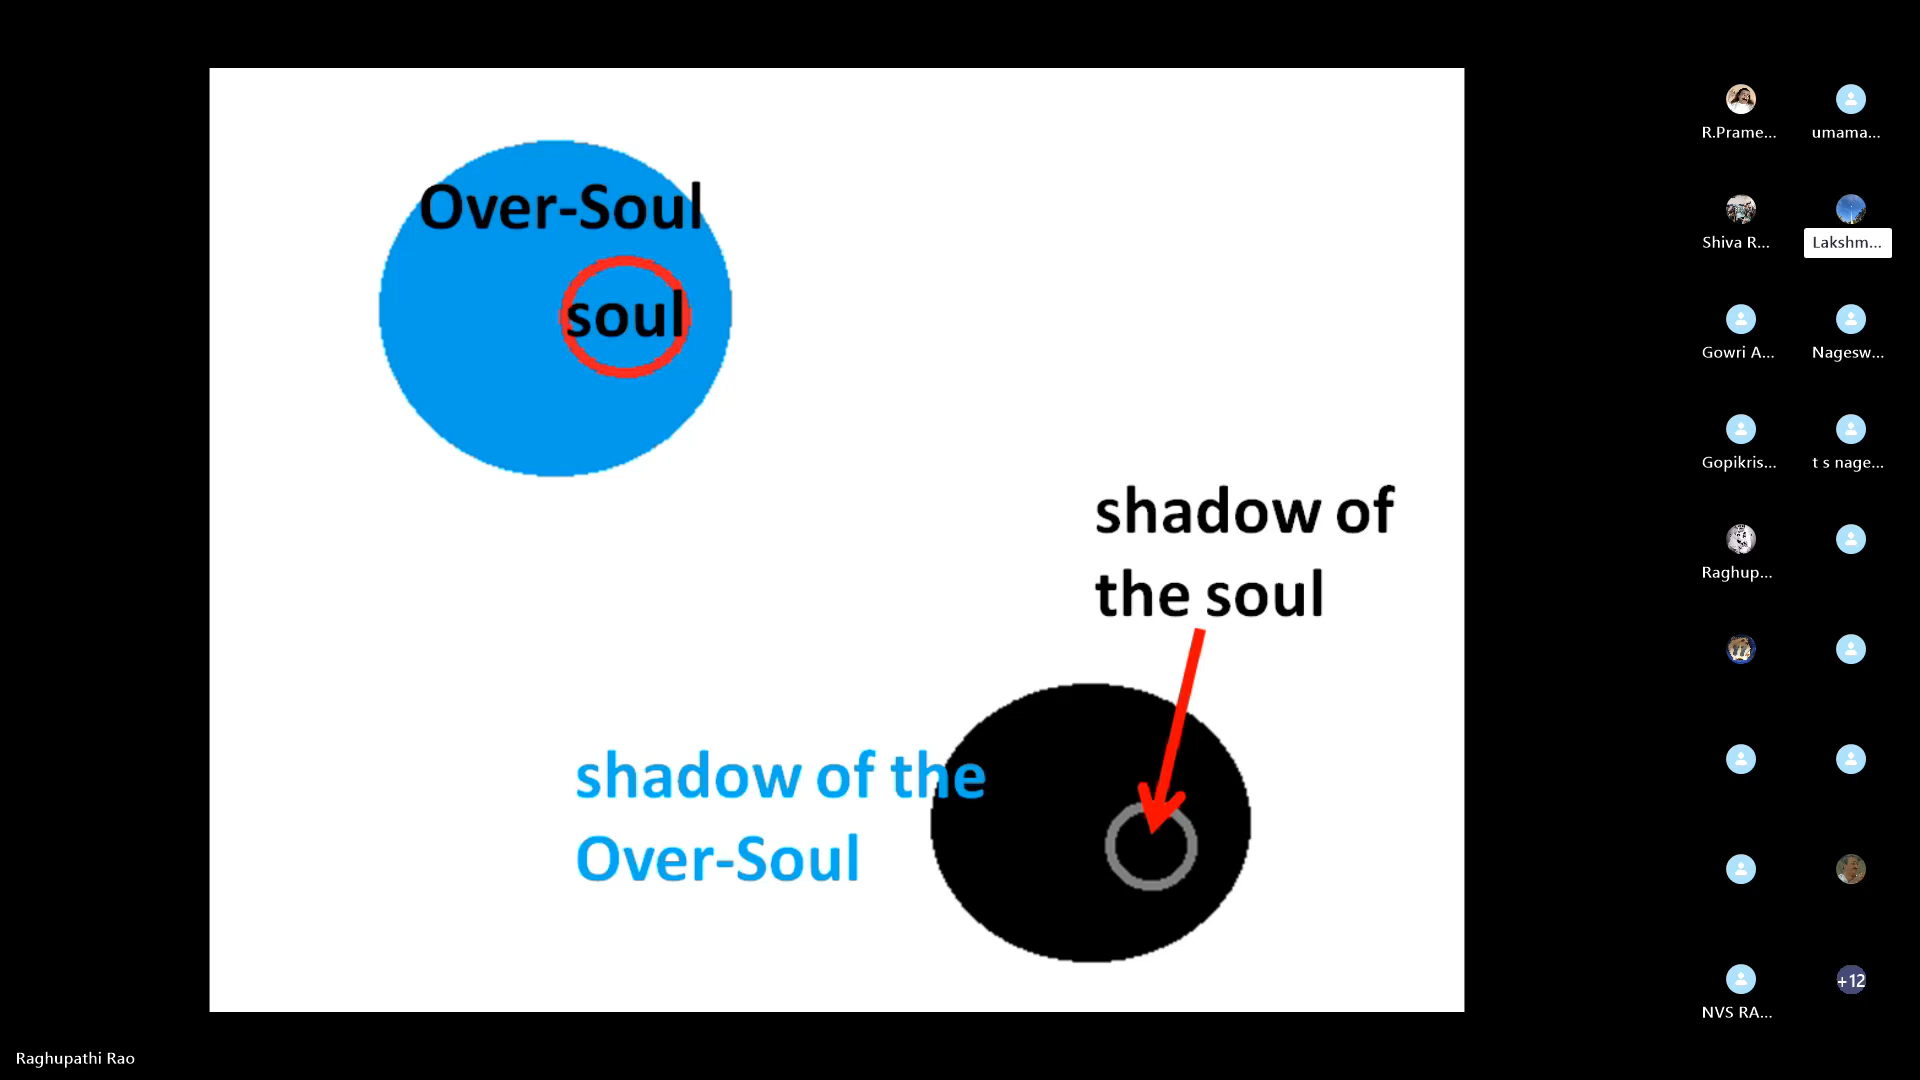 Over-Soul
soul
shadow of
the soul
shadow of the
Over-Soul
R.Prame...
umama...
Shiva R...
Lakshm...
Gowri A...
Nagesw...
Gopikris...
t s nage...
Raghup...
NVS RA...
+12
Raghupathi Rao